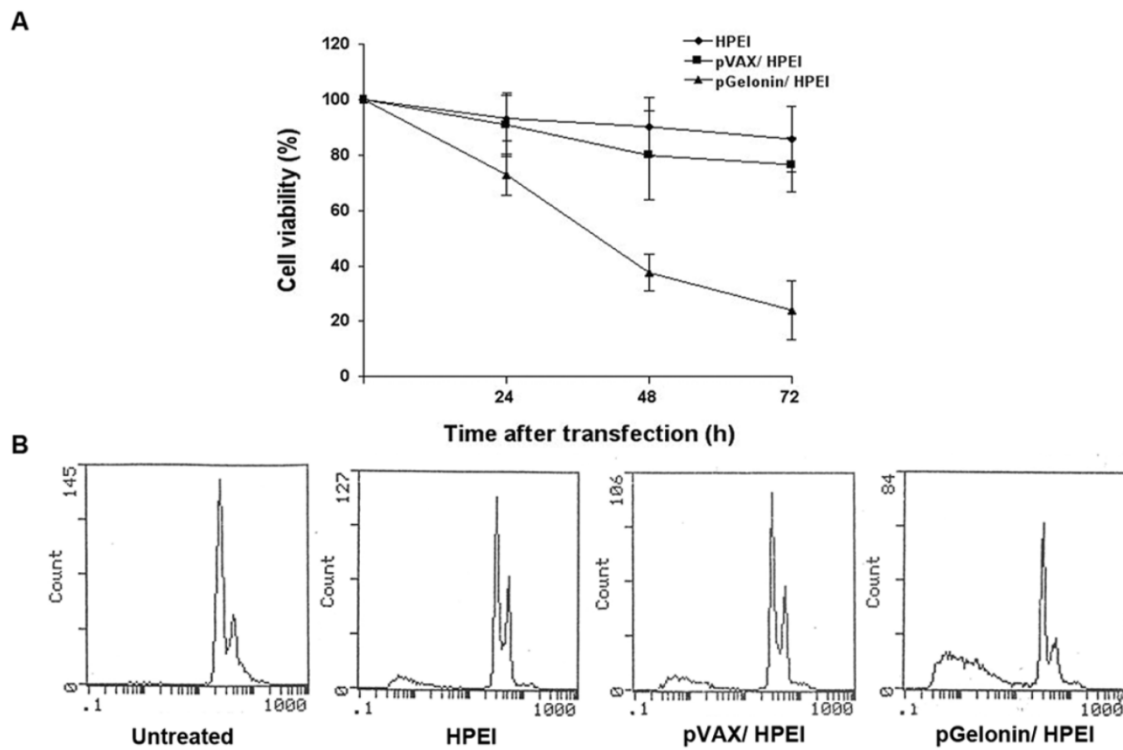 A
HPEI
pVAX/ HPEI
pGelonin/ HPEI
120
100
80
60
40
20
0
24
48
72
Cell viability (%)
Time after transfection (h)
B
145
Count
0
.1
1000
Untreated
127
Count
0
.1
1000
HPEI
106
Count
0
.1
1000
pVAX/ HPEI
84
Count
0
.1
1000
pGelonin/ HPEI